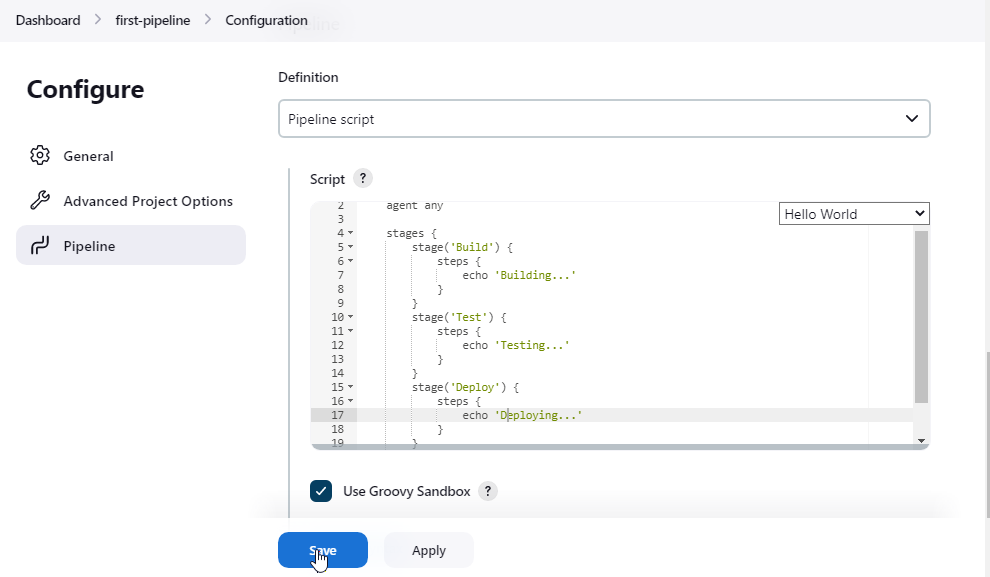 Dashboard > first-pipeline > Configuration
Configure
General
Advanced Project Options
Pipeline
Definition
Pipeline script
Script ?
Hello World
2 agent any
3
4 stages {
5 stage('Build') {
6 steps {
7 echo 'Building...'
8 }
9 }
10 stage('Test') {
11 steps {
12 echo 'Testing...'
13 }
14 }
15 stage('Deploy') {
16 steps {
17 echo 'Deploying...'
18 }
19 }
Use Groovy Sandbox ?
Save
Apply